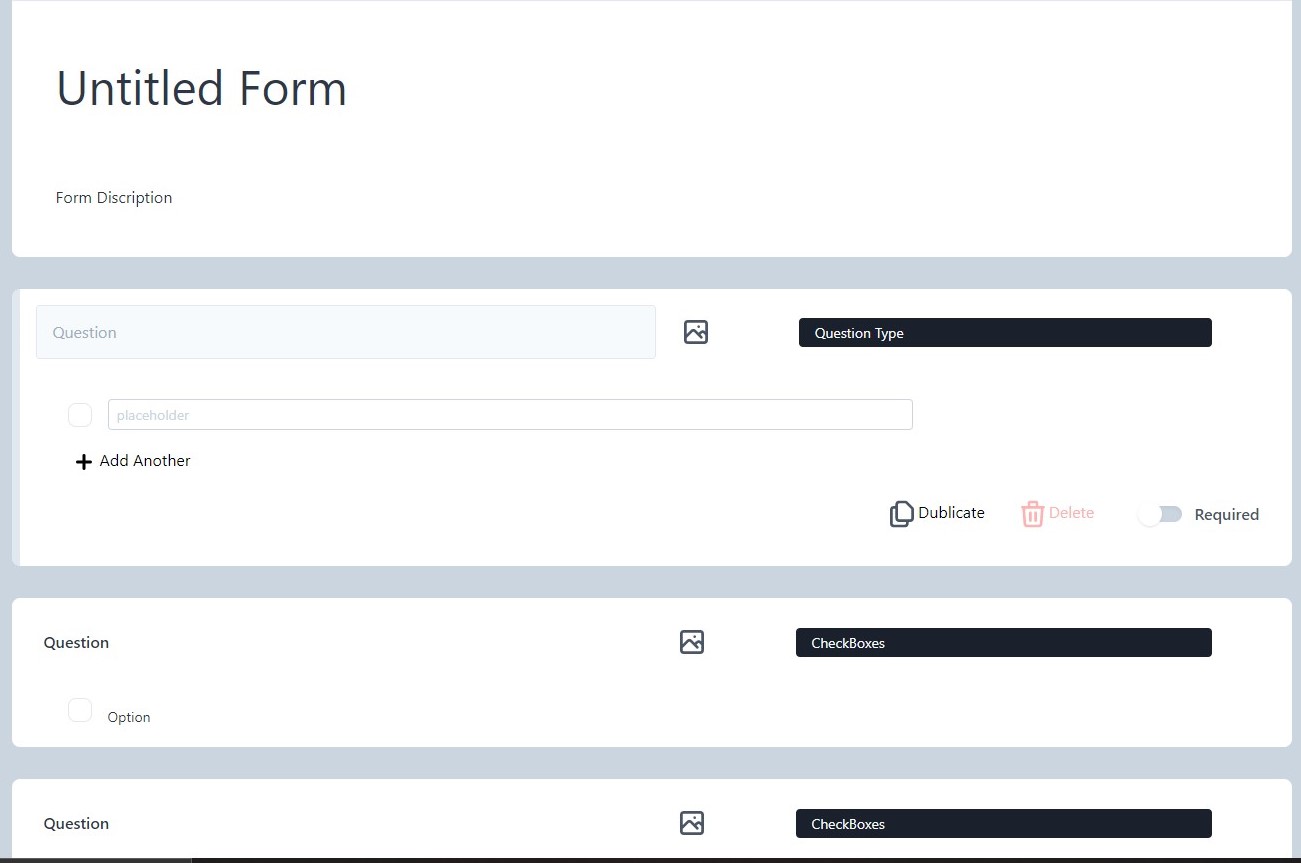 Untitled Form
Form Discription
Question
Question Type
placeholder
Add Another
Dublicate
Delete
Required
Question
CheckBoxes
Option
Question
CheckBoxes